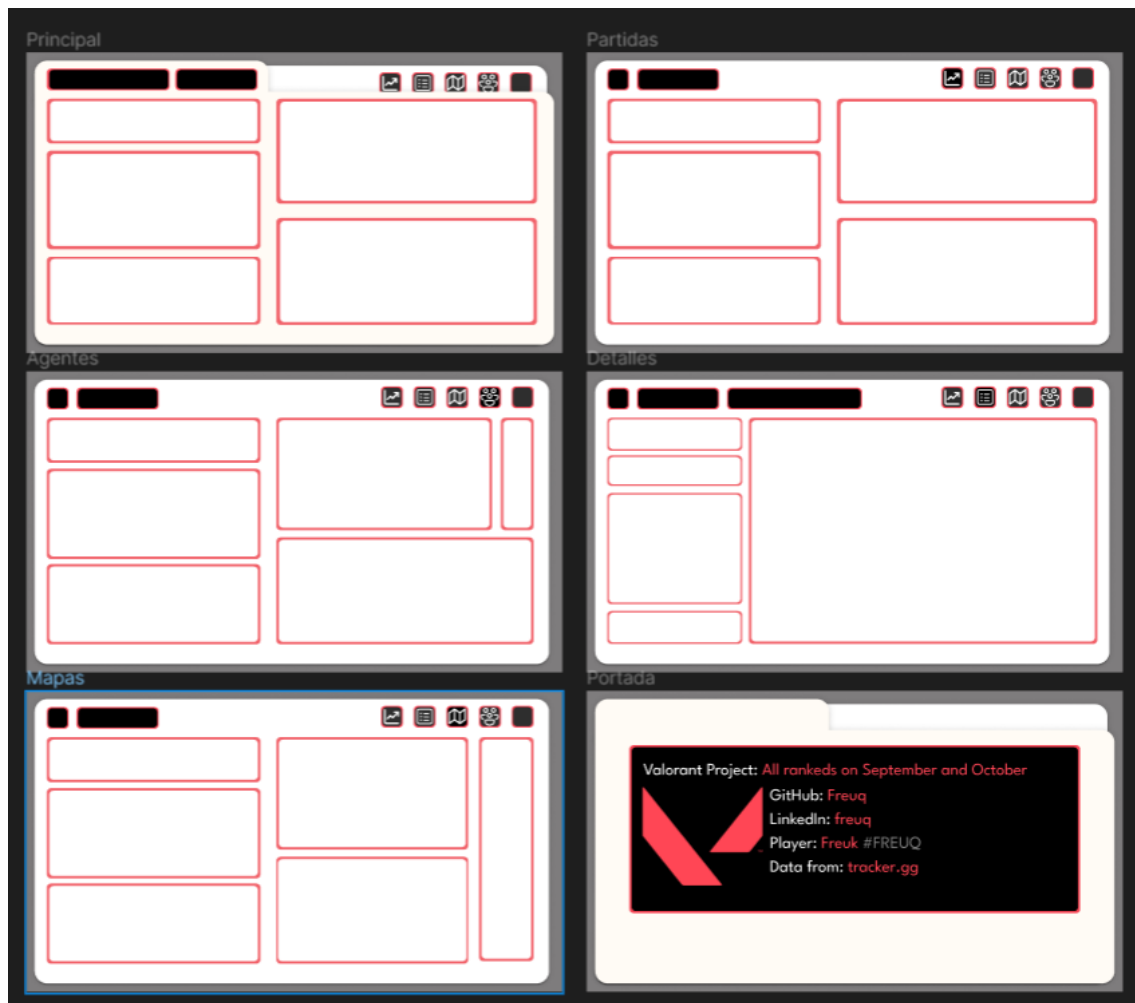 Principal
Partidas
Agentes
Detalles
Mapas
Portada
Valorant Project: All rankeds on September and October
GitHub: Freuq
LinkedIn: freuq
Player: Freuk #FREUQ
Data from: tracker.gg